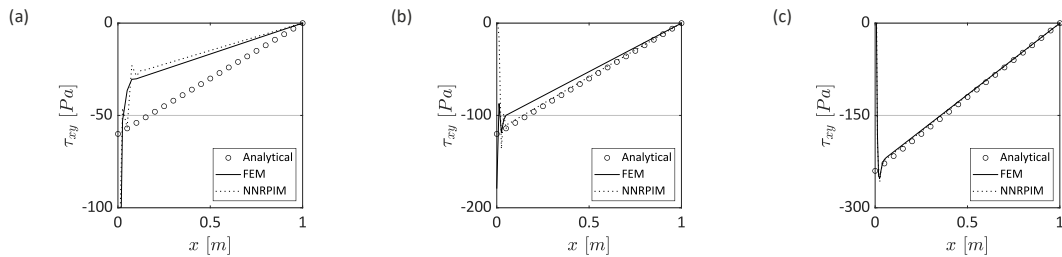 (a)
0
-50
-100
τxy [Pa]
Analytical
FEM
NNRPIM
0
0.5
1
x [m]
(b)
0
-100
-200
τxy [Pa]
Analytical
FEM
NNRPIM
0
0.5
1
x [m]
(c)
0
-150
-300
τxy [Pa]
Analytical
FEM
NNRPIM
0
0.5
1
x [m]